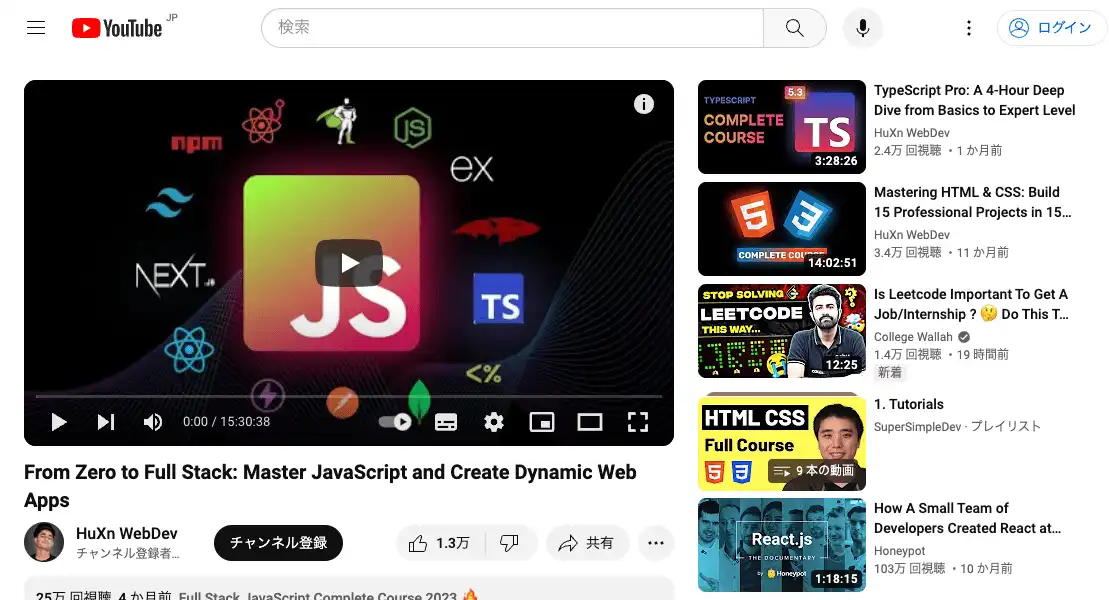 YouTube JP
検索
ログイン
npm
JS
ex
NEXT.
JS
TS
<%
0:00 / 15:30:38
From Zero to Full Stack: Master JavaScript and Create Dynamic Web
Apps
HuXn WebDev
チャンネル登録者…
チャンネル登録
1.3万
共有
25万 回視聴 4 か月前 Full Stack JavaScript Complete Course 2023 🔥
TYPESCRIPT
5.3
COMPLETE
COURSE
TS
3:28:26
TypeScript Pro: A 4-Hour Deep
Dive from Basics to Expert Level
HuXn WebDev
2.4万 回視聴 ・1 か月前
5 3
COMPLETE COURSE
14:02:51
Mastering HTML & CSS: Build
15 Professional Projects in 15…
HuXn WebDev
3.4万 回視聴 ・11 か月前
STOP SOLVING
LEETCODE
THIS WAY...
12:25
Is Leetcode Important To Get A
Job/Internship ? 🤔 Do This T…
College Wallah
1.4万 回視聴 ・19 時間前
新着
HTML CSS
Full Course
5 3
9 本の動画
1. Tutorials
SuperSimpleDev · プレイリスト
React.js
THE DOCUMENTARY
by Honeypot
1:18:15
How A Small Team of
Developers Created React at…
Honeypot
103万 回視聴 ・10 か月前